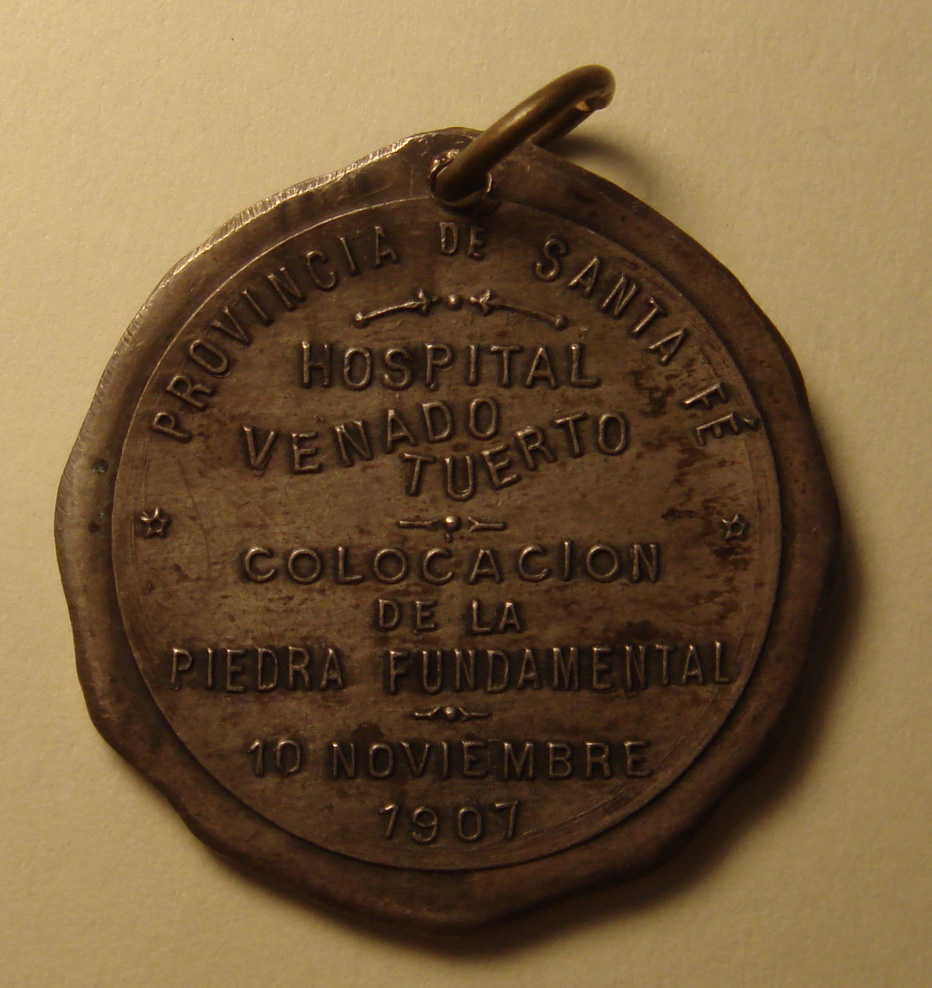 PROVINCIA DE SANTA FÉ
HOSPITAL
VENADO TUERTO
COLOCACION
DE LA
PIEDRA FUNDAMENTAL
10 NOVIEMBRE
1907